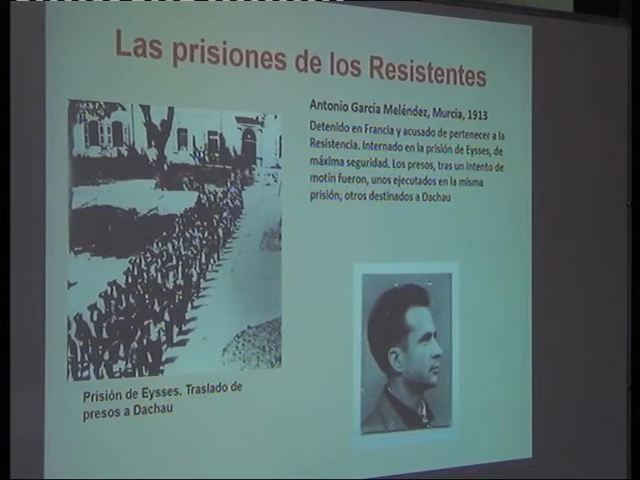 Las prisiones de los Resistentes
Antonio García Meléndez, Murcia, 1913
Detenido en Francia y acusado de pertenecer a la
Resistencia. Internado en la prisión de Eysses, de
máxima seguridad. Los presos, tras un intento de
motín fueron, unos ejecutados en la misma
prisión, otros destinados a Dachau
Prisión de Eysses. Traslado de
presos a Dachau